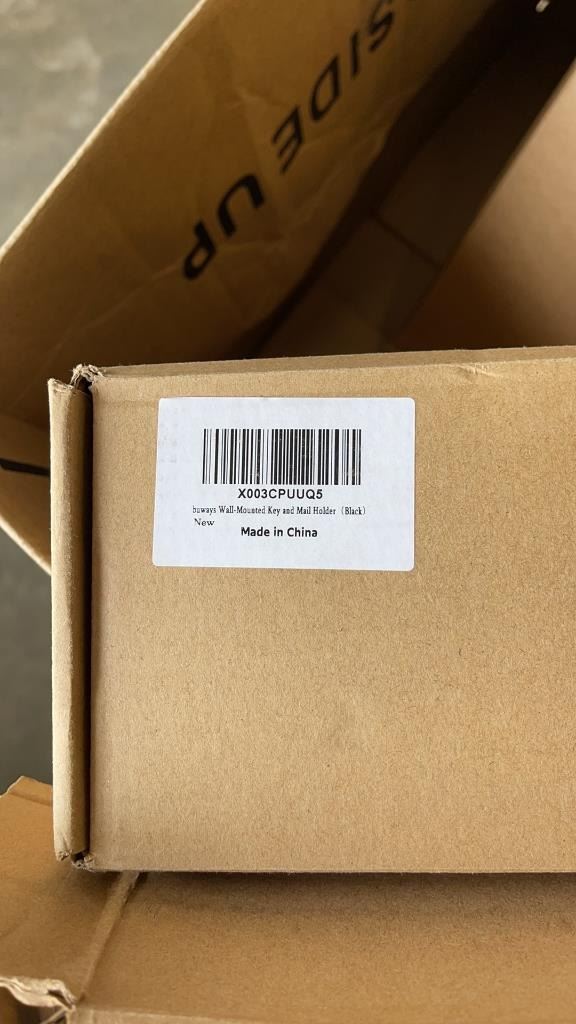 SIDE UP
X003CPUUQ5
buways Wall-Mounted Key and Mail Holder (Black)
New
Made in China